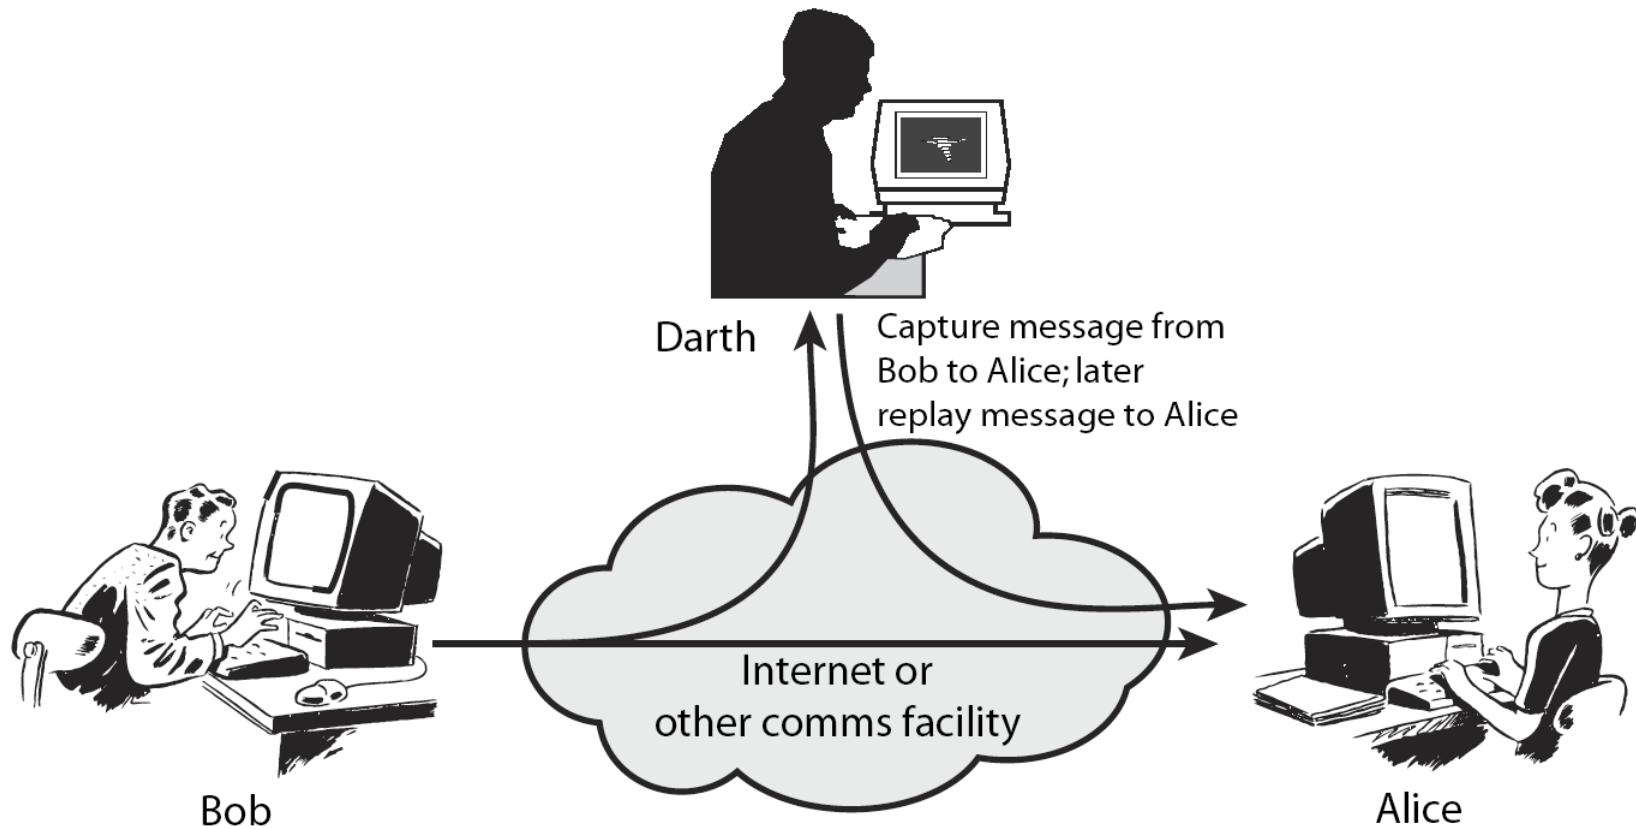 Darth
Capture message from
Bob to Alice; later
replay message to Alice
Internet or
other comms facility
Bob
Alice